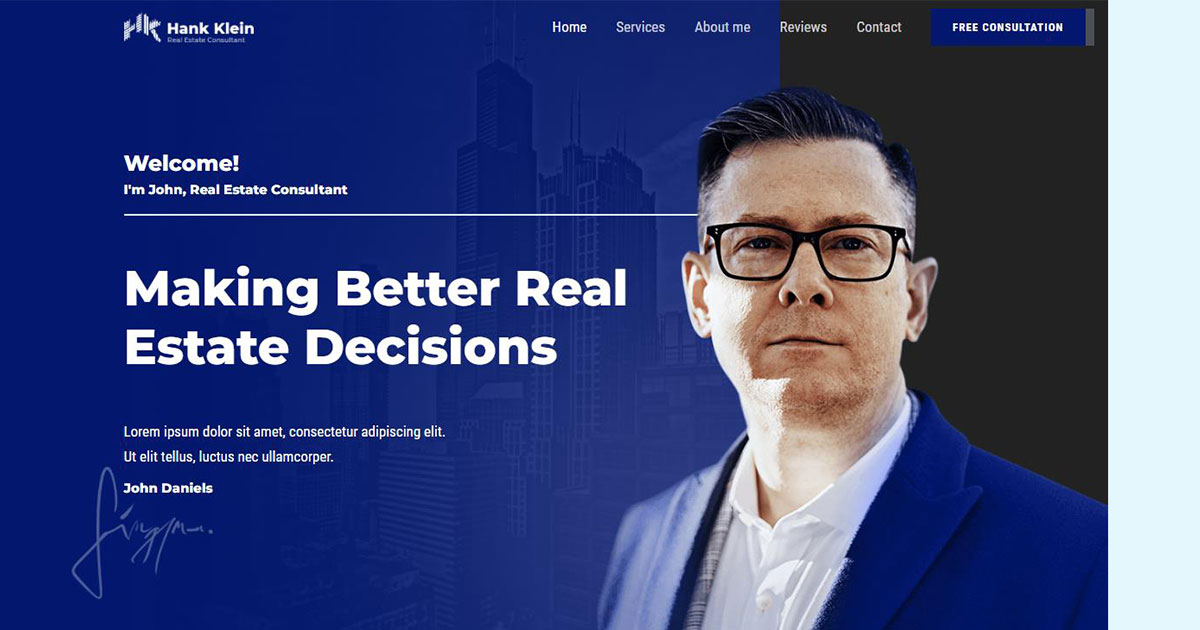 Hank Klein
Real Estate Consultant
Home Services About me Reviews Contact FREE CONSULTATION
Welcome!
I'm John, Real Estate Consultant
Making Better Real
Estate Decisions
Lorem ipsum dolor sit amet, consectetur adipiscing elit.
Ut elit tellus, luctus nec ullamcorper.
John Daniels